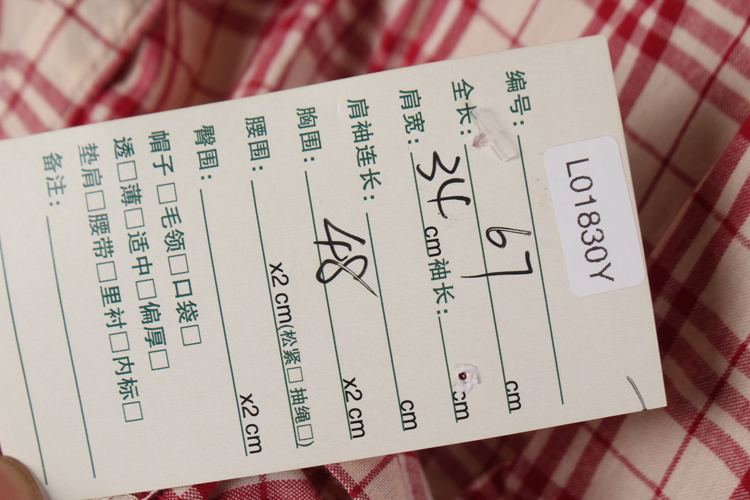 L01830Y
编号:
全长: 67 cm
肩宽: 34 cm 袖长: cm
肩袖连长: cm
胸围: 48 x2 cm
腰围: x2 cm(松紧□ 抽绳□)
臀围: x2 cm
帽子 □毛领□口袋□
透□薄□适中□偏厚□
垫肩□腰带□里衬□内标□
备注: